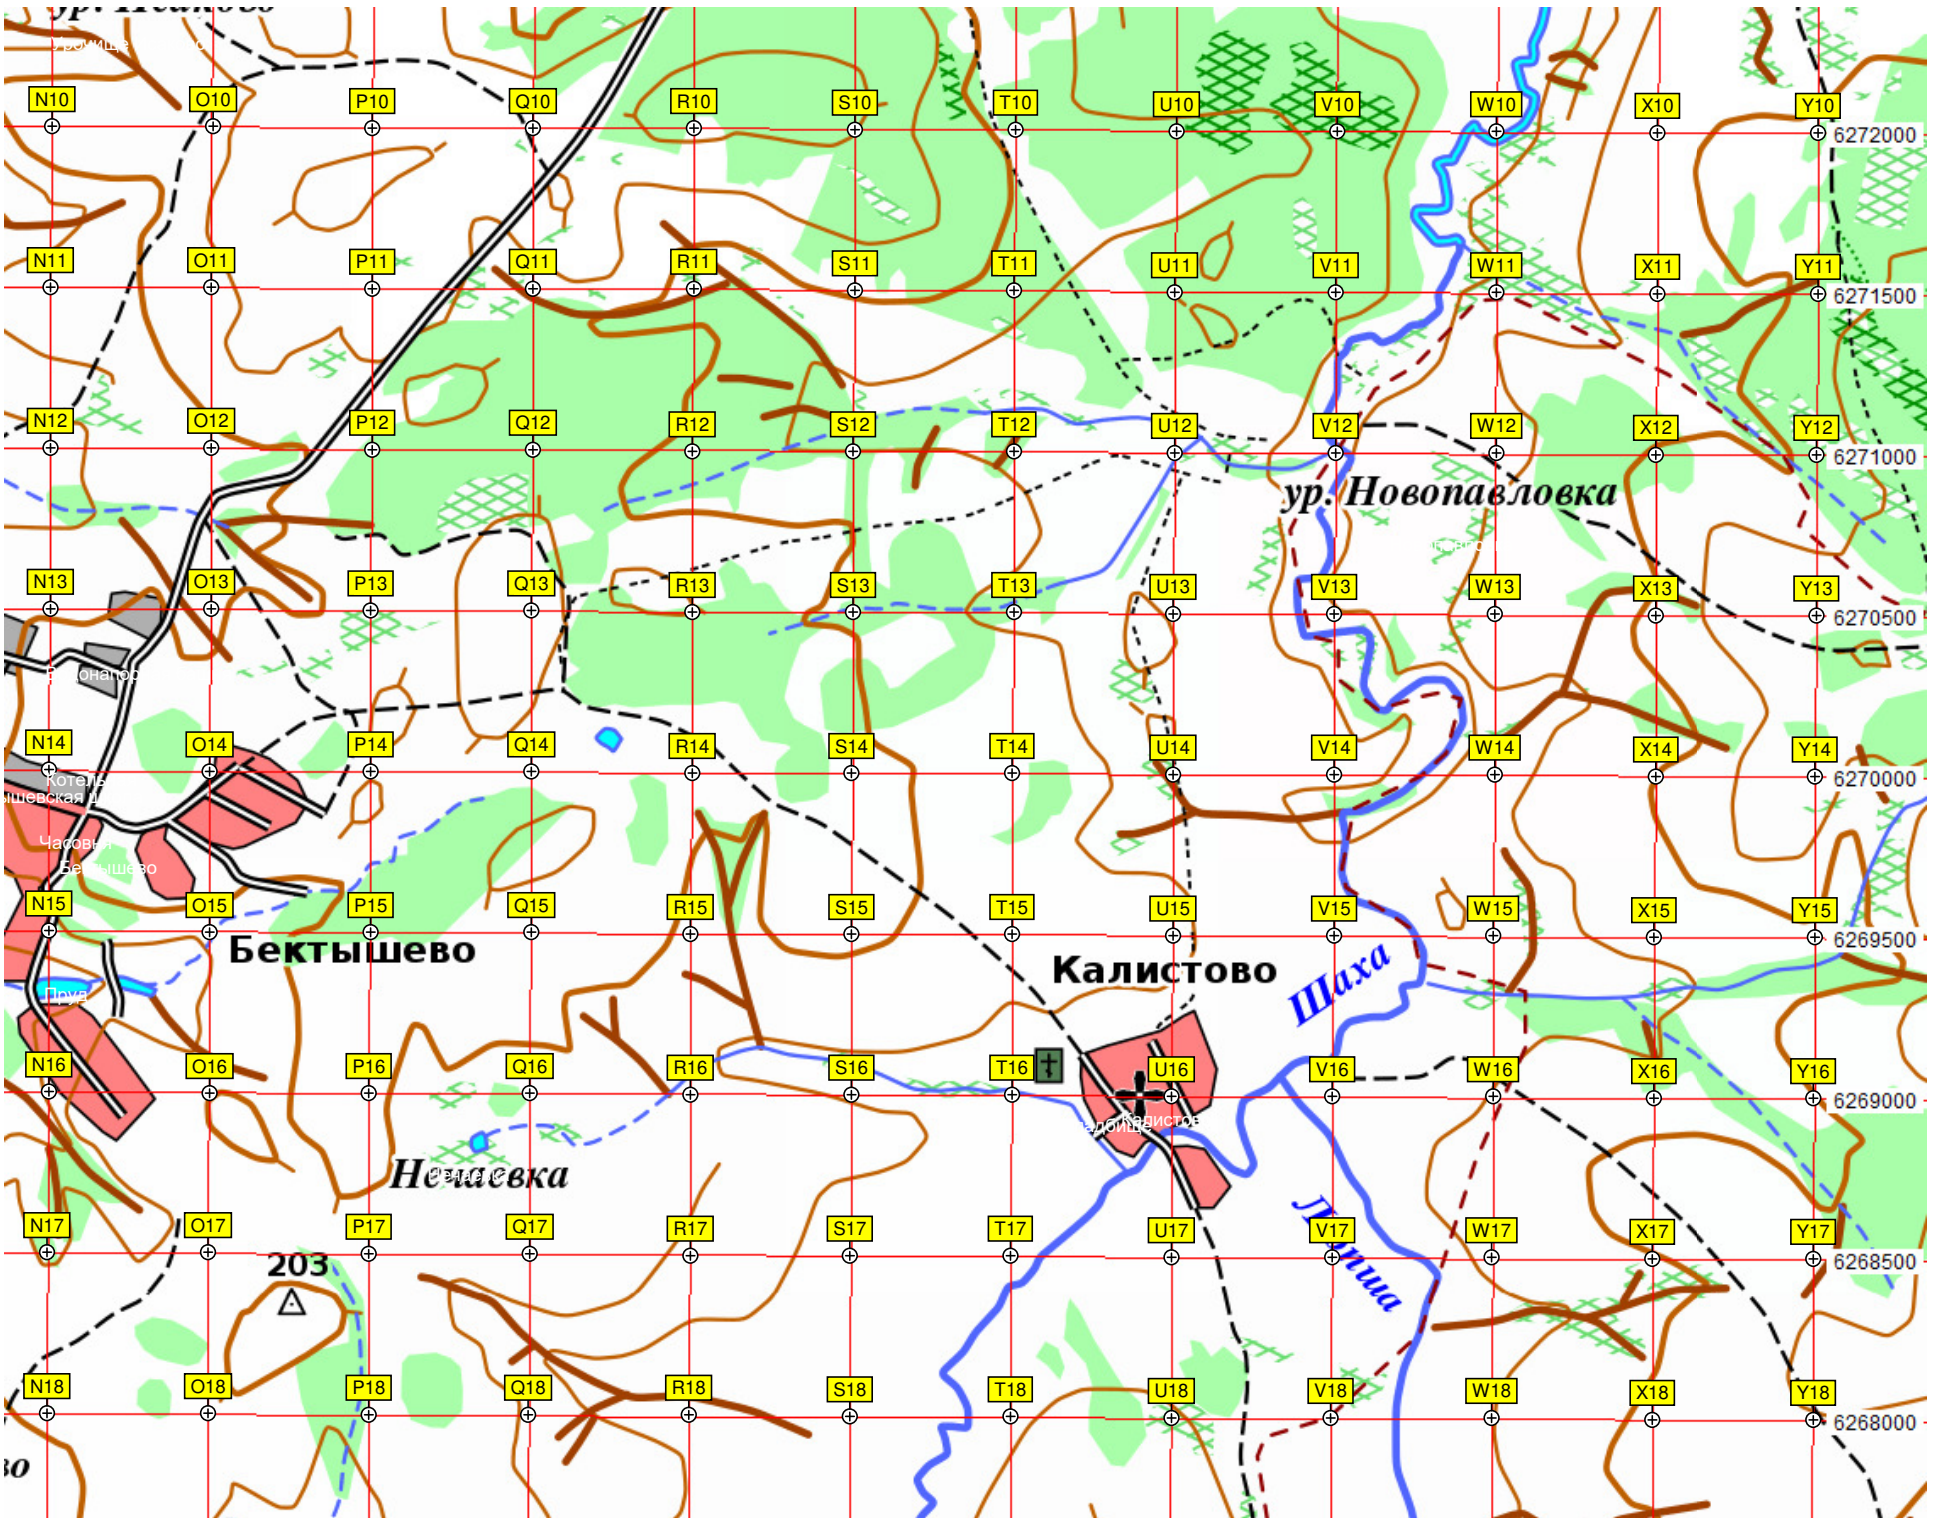 N10 O10 P10 Q10 R10 S10 T10 U10 V10 W10 X10 Y10
6272000
N11 O11 P11 Q11 R11 S11 T11 U11 V11 W11 X11 Y11
6271500
N12 O12 P12 Q12 R12 S12 T12 U12 V12 W12 X12 Y12
6271000
ур. Новопавловка
N13 O13 P13 Q13 R13 S13 T13 U13 V13 W13 X13 Y13
6270500
N14 O14 P14 Q14 R14 S14 T14 U14 V14 W14 X14 Y14
6270000
Часовня
Бектышево
N15 O15 P15 Q15 R15 S15 T15 U15 V15 W15 X15 Y15
6269500
Бектышево
Калистово
Шаха
Пруд
N16 O16 P16 Q16 R16 S16 T16 U16 V16 W16 X16 Y16
6269000
Нечаевка
N17 O17 P17 Q17 R17 S17 T17 U17 V17 W17 X17 Y17
6268500
203
N18 O18 P18 Q18 R18 S18 T18 U18 V18 W18 X18 Y18
6268000